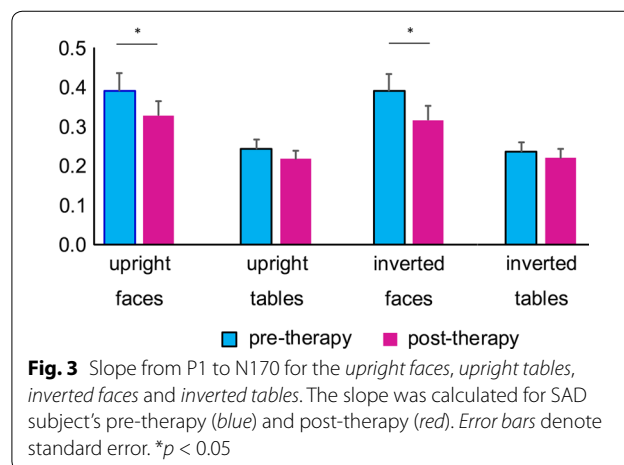 * *
0.5
0.4
0.3
0.2
0.1
0.0
upright upright inverted inverted
faces tables faces tables
pre-therapy post-therapy
Fig. 3 Slope from P1 to N170 for the upright faces, upright tables,
inverted faces and inverted tables. The slope was calculated for SAD
subject's pre-therapy (blue) and post-therapy (red). Error bars denote
standard error. *p < 0.05